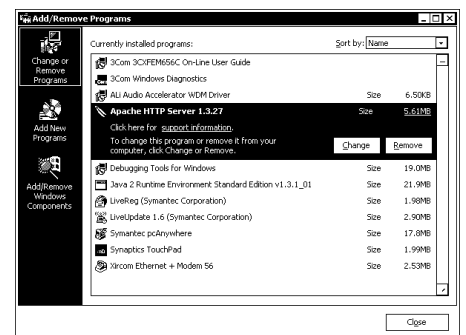 Add/Remove Programs
Change or
Remove
Programs
Add New
Programs
Add/Remove
Windows
Components
Currently installed programs:
Sort by: Name
3Com 3CXFEM656C On-Line User Guide
3Com Windows Diagnostics
ALi Audio Accelerator WDM Driver Size 6.50KB
Apache HTTP Server 1.3.27 Size 5.61MB
Click here for support information.
To change this program or remove it from your
computer, click Change or Remove.
Change Remove
Debugging Tools for Windows Size 19.0MB
Java 2 Runtime Environment Standard Edition v1.3.1_01 Size 21.9MB
LiveReg (Symantec Corporation) Size 1.98MB
LiveUpdate 1.6 (Symantec Corporation) Size 2.90MB
Symantec pcAnywhere Size 17.8MB
Synaptics TouchPad Size 1.99MB
Xircom Ethernet + Modem 56 Size 2.53MB
Close